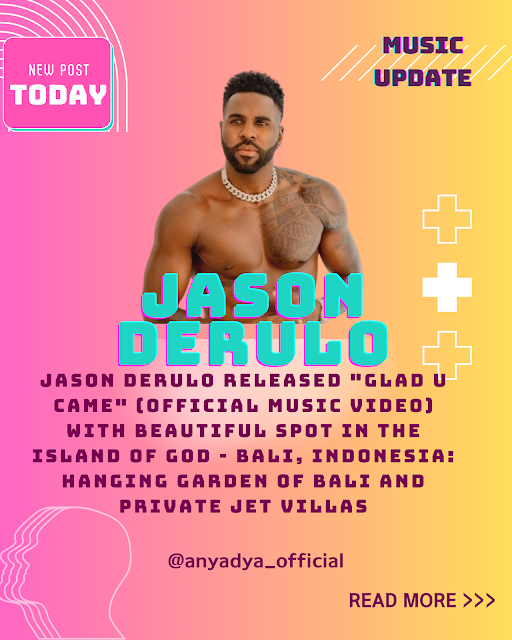 NEW POST
TODAY
MUSIC
UPDATE
JASON
DERULO
JASON DERULO RELEASED "GLAD U
CAME" (OFFICIAL MUSIC VIDEO)
WITH BEAUTIFUL SPOT IN THE
ISLAND OF GOD - BALI, INDONESIA:
HANGING GARDEN OF BALI AND
PRIVATE JET VILLAS
@anyadya_official
READ MORE >>>